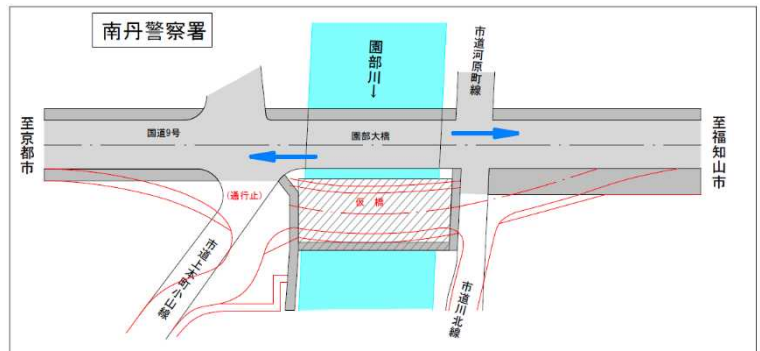 南丹警察署
園部川→
市道河原町線
至京都市
国道9号
園部大橋
至福知山市
(通行止)
仮橋
市道上本町小山線
市道川北線